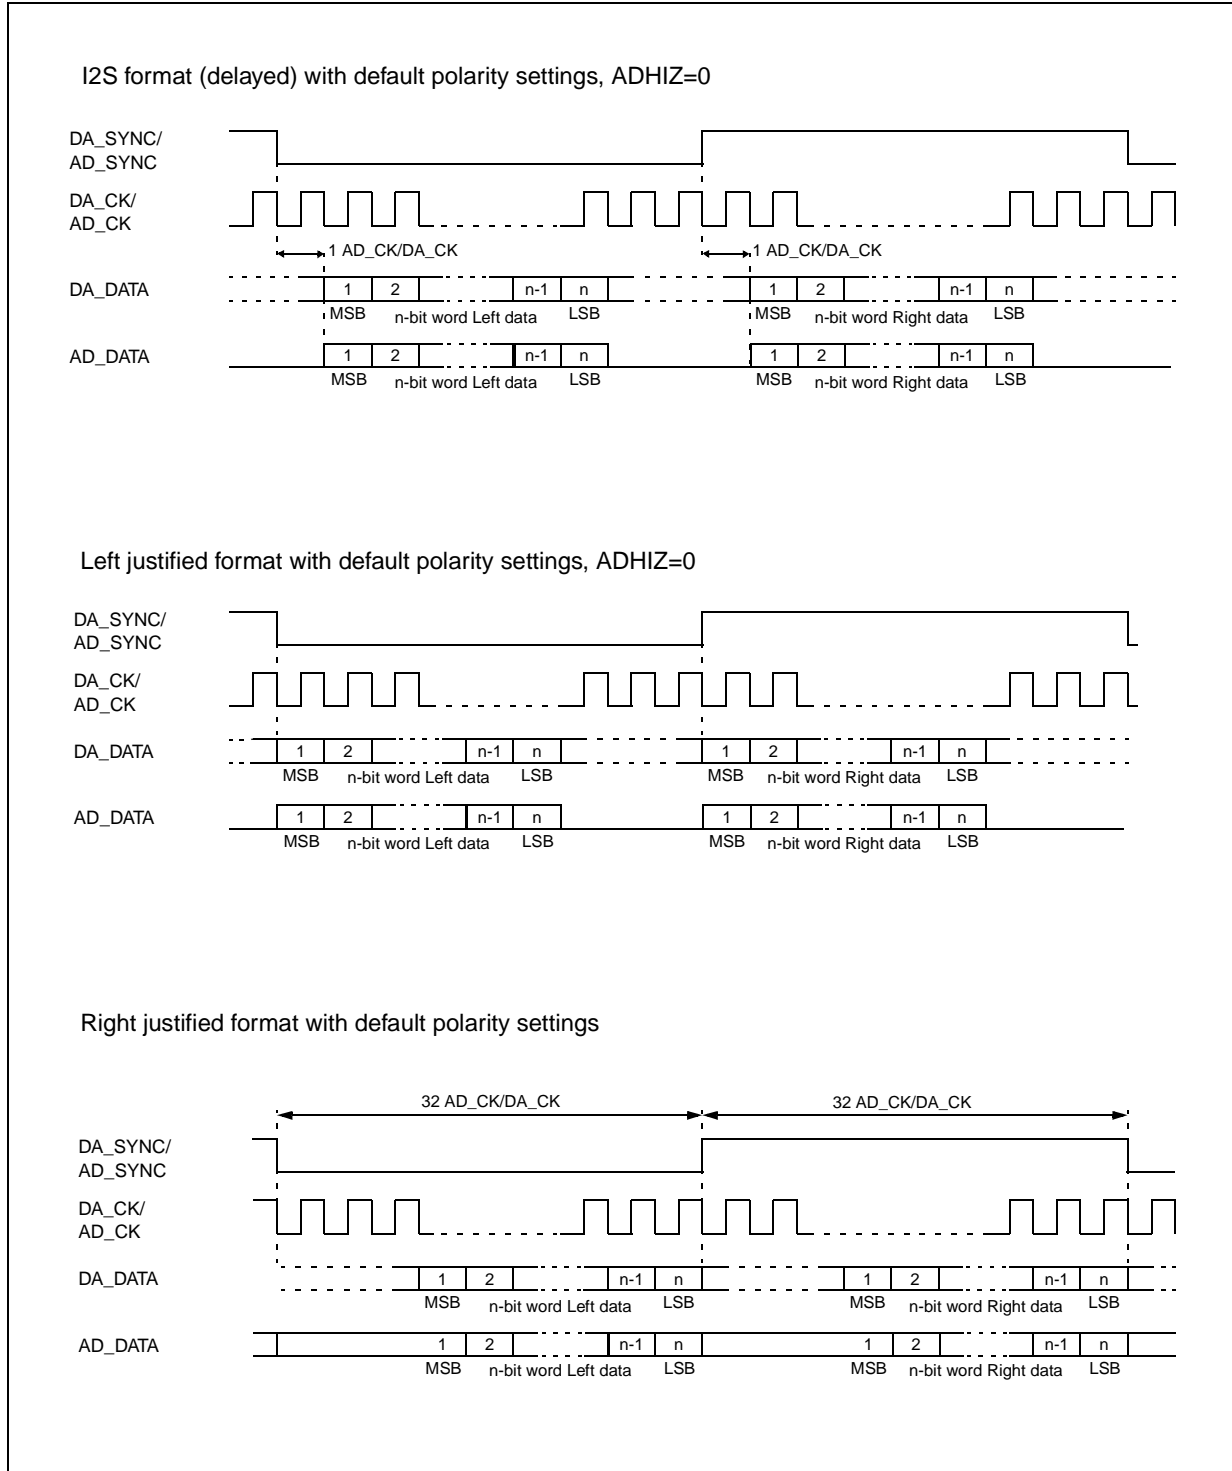 I2S format (delayed) with default polarity settings, ADHIZ=0
DA_SYNC/
AD_SYNC
DA_CK/
AD_CK
1 AD_CK/DA_CK 1 AD_CK/DA_CK
DA_DATA 1 2 n-1 n 1 2 n-1 n
MSB n-bit word Left data LSB MSB n-bit word Right data LSB
AD_DATA 1 2 n-1 n 1 2 n-1 n
MSB n-bit word Left data LSB MSB n-bit word Right data LSB
Left justified format with default polarity settings, ADHIZ=0
DA_SYNC/
AD_SYNC
DA_CK/
AD_CK
DA_DATA 1 2 n-1 n 1 2 n-1 n
MSB n-bit word Left data LSB MSB n-bit word Right data LSB
AD_DATA 1 2 n-1 n 1 2 n-1 n
MSB n-bit word Left data LSB MSB n-bit word Right data LSB
Right justified format with default polarity settings
32 AD_CK/DA_CK 32 AD_CK/DA_CK
DA_SYNC/
AD_SYNC
DA_CK/
AD_CK
DA_DATA 1 2 n-1 n 1 2 n-1 n
MSB n-bit word Left data LSB MSB n-bit word Right data LSB
AD_DATA 1 2 n-1 n 1 2 n-1 n
MSB n-bit word Left data LSB MSB n-bit word Right data LSB